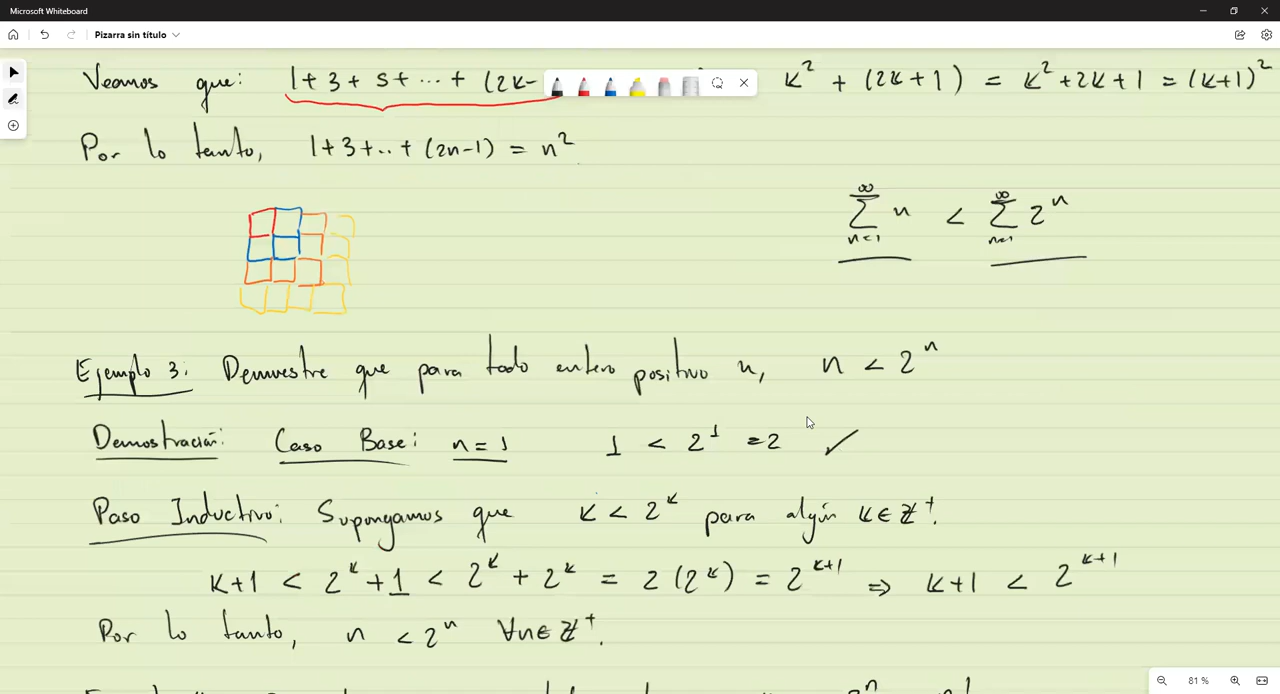 Microsoft Whiteboard
Pizarra sin título
Veamos que: 1 + 3 + 5 + ... + (2k- k² + (2k+1) = k²+2k+1 = (k+1)²
Por lo tanto, 1+3+..+(2n-1) = n²
∞ ∑ n=1 n < ∞ ∑ n=1 2ⁿ
Ejemplo 3: Demuestre que para todo entero positivo n, n < 2ⁿ
Demostración: Caso Base: n=1 1 < 2¹ =2 ✓
Paso Inductivo: Supongamos que k < 2ᵏ para algún k∈ℤ⁺.
k+1 < 2ᵏ+1 < 2ᵏ + 2ᵏ = 2(2ᵏ) = 2ᵏ⁺¹ ⇒ k+1 < 2ᵏ⁺¹
Por lo tanto, n < 2ⁿ ∀n∈ℤ⁺.
81 %